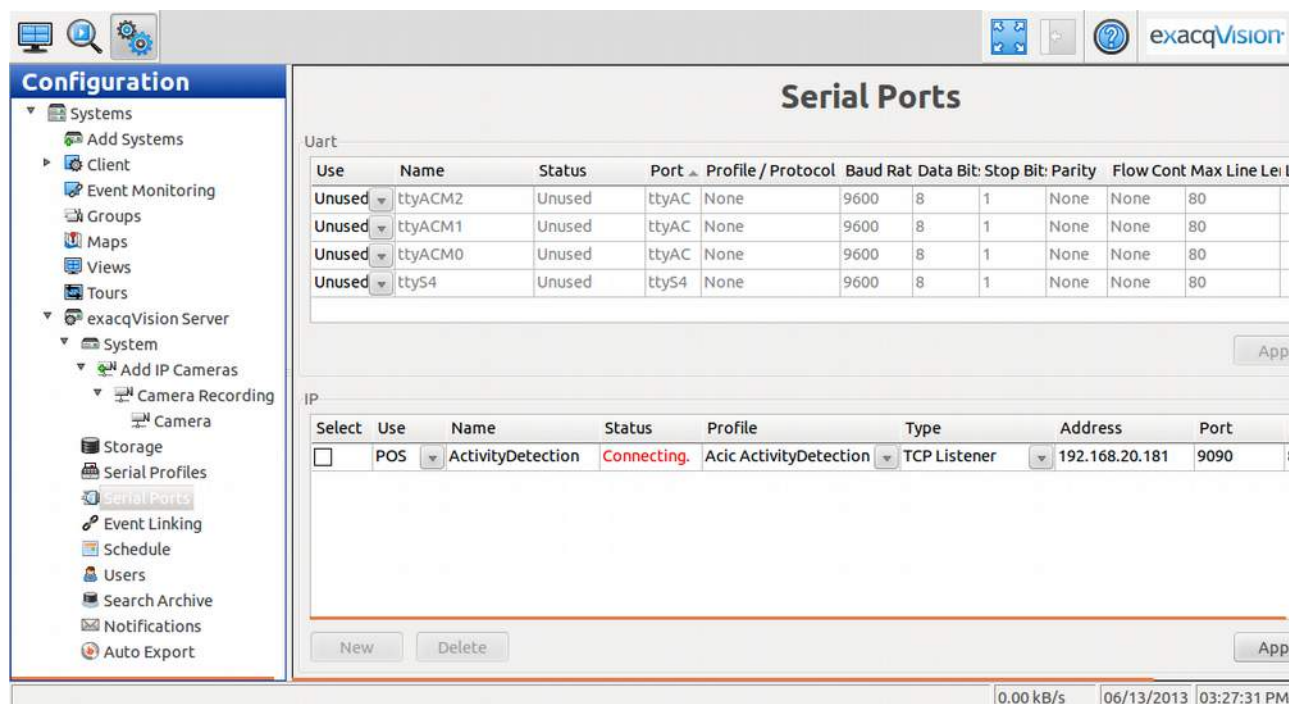 exacqVision
Configuration
Systems
Add Systems
Client
Event Monitoring
Groups
Maps
Views
Tours
exacqVision Server
System
Add IP Cameras
Camera Recording
Camera
Storage
Serial Profiles
Serial Ports
Event Linking
Schedule
Users
Search Archive
Notifications
Auto Export
Serial Ports
Uart
Use Name Status Port Profile / Protocol Baud Rat Data Bit: Stop Bit: Parity Flow Cont Max Line Lei
Unused ttyACM2 Unused ttyAC None 9600 8 1 None None 80
Unused ttyACM1 Unused ttyAC None 9600 8 1 None None 80
Unused ttyACM0 Unused ttyAC None 9600 8 1 None None 80
Unused ttyS4 Unused ttyS4 None 9600 8 1 None None 80
App
IP
Select Use Name Status Profile Type Address Port
POS ActivityDetection Connecting. Acic ActivityDetection TCP Listener 192.168.20.181 9090
New Delete App
0.00 kB/s 06/13/2013 03:27:31 PM